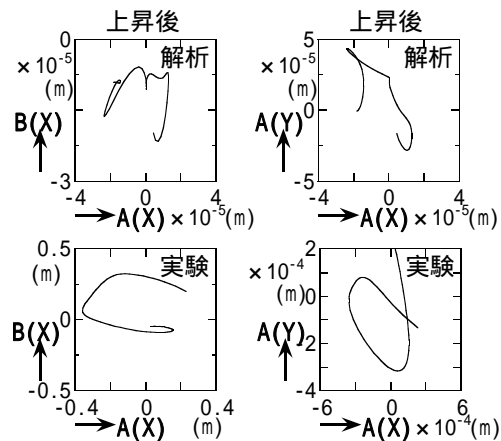 上昇後
上昇後
0
×10⁻⁵
(m)
解析
B(X)
-3
-4 0 4
A(X) ×10⁻⁵(m)
5
×10⁻⁵
(m)
解析
0
A(Y)
-5
-4 0 4
A(X) ×10⁻⁵(m)
0.5
(m)
実験
0
B(X)
-0.5
-0.4 0 0.4
A(X) (m)
2
×10⁻⁴
実験
0
(m)
A(Y)
-2
-4
-6 0 6
A(X) ×10⁻⁴(m)